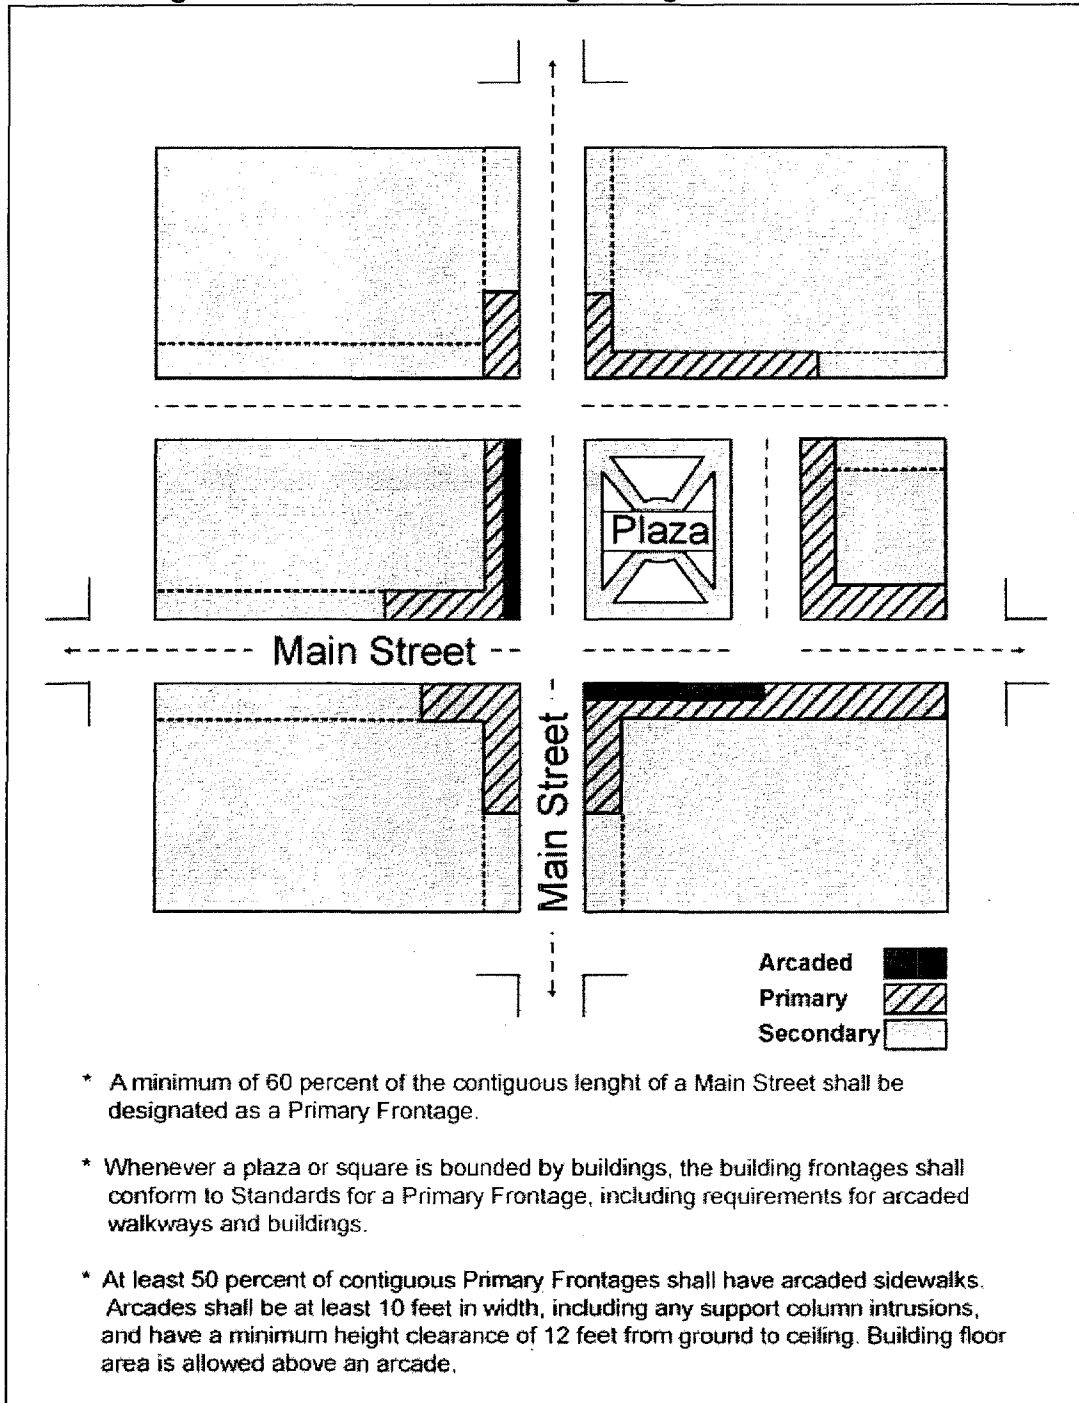 Plaza
Main Street
Main Street
Arcaded
Primary
Secondary
* A minimum of 60 percent of the contiguous lenght of a Main Street shall be
designated as a Primary Frontage.
* Whenever a plaza or square is bounded by buildings, the building frontages shall
conform to Standards for a Primary Frontage, including requirements for arcaded
walkways and buildings.
* At least 50 percent of contiguous Primary Frontages shall have arcaded sidewalks.
Arcades shall be at least 10 feet in width, including any support column intrusions,
and have a minimum height clearance of 12 feet from ground to ceiling. Building floor
area is allowed above an arcade.